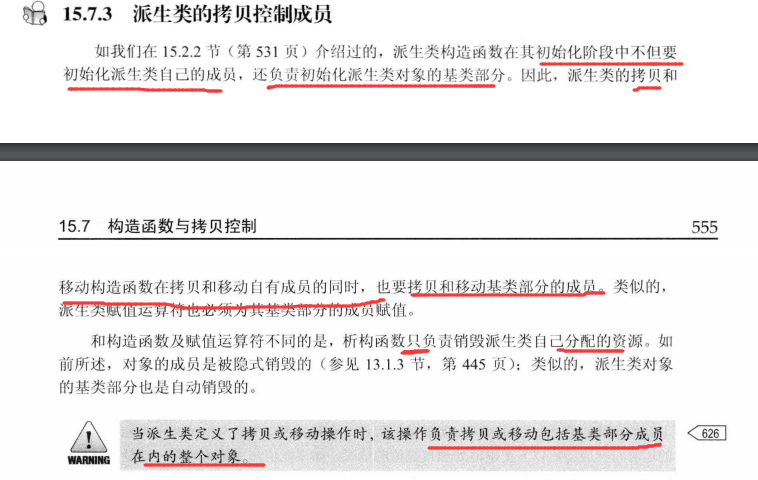 15.7.3 派生类的拷贝控制成员
如我们在 15.2.2 节（第 531 页）介绍过的，派生类构造函数在其初始化阶段中不但要
初始化派生类自己的成员，还负责初始化派生类对象的基类部分。因此，派生类的拷贝和
15.7 构造函数与拷贝控制 555
移动构造函数在拷贝和移动自有成员的同时，也要拷贝和移动基类部分的成员。类似的，
派生类赋值运算符也必须为其基类部分的成员赋值。
和构造函数及赋值运算符不同的是，析构函数只负责销毁派生类自己分配的资源。如
前所述，对象的成员是被隐式销毁的（参见 13.1.3 节，第 445 页）；类似的，派生类对象
的基类部分也是自动销毁的。
当派生类定义了拷贝或移动操作时，该操作负责拷贝或移动包括基类部分成员
626
在内的整个对象。
WARNING